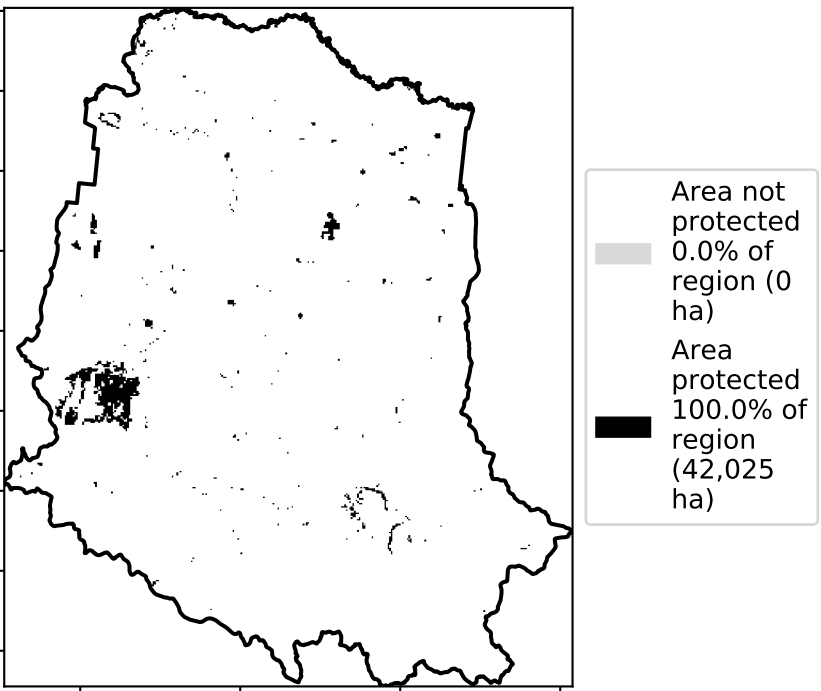 Area not
protected
0.0% of
region (0
ha)
Area
protected
100.0% of
region
(42,025
ha)